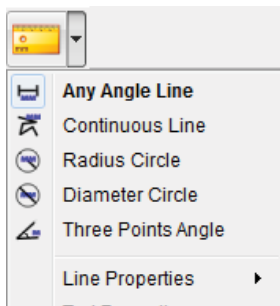 Any Angle Line
Continuous Line
Radius Circle
Diameter Circle
Three Points Angle
Line Properties